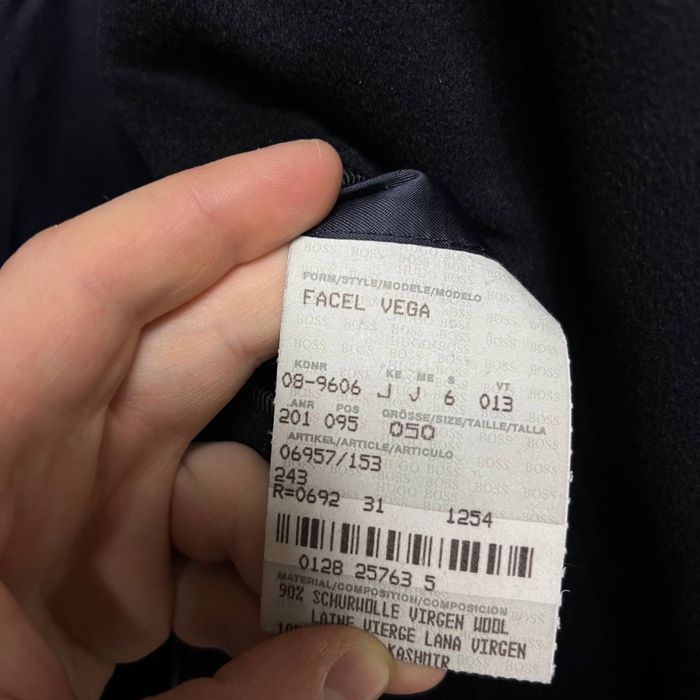 FORM/STYLE/MODELE/MODELO
FACEL VEGA
KDNR KE ME S VT
08-9606 J J 6 013
ANR POS GRÖSSE/SIZE/TAILLE/TALLA
201 095 050
ARTIKEL/ARTICLE/ARTICULO
06957/153
243
R=0692 31 1254
0128 25763 5
MATERIAL/COMPOSITION/COMPOSICIÓN
90% SCHURWOLLE VIRGEN WOOL
LAINE VIERGE LANA VIRGEN
KASHMIR